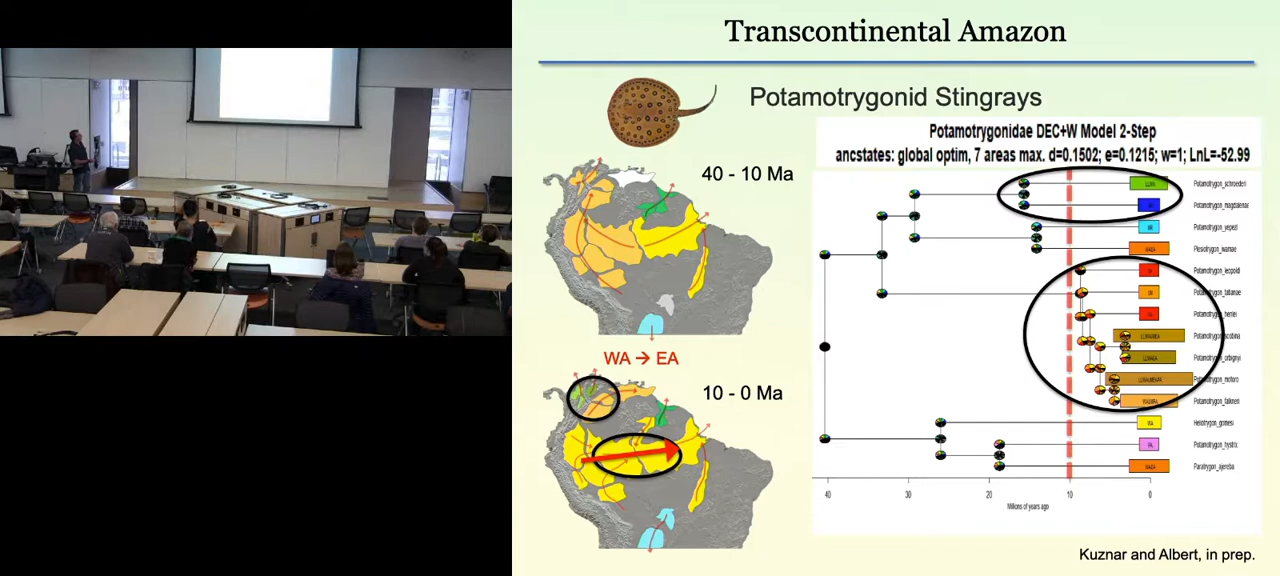 Transcontinental Amazon
Potamotrygonid Stingrays
40 - 10 Ma
WA → EA
10 - 0 Ma
Potamotrygonidae DEC+W Model 2-Step
ancstates: global optim, 7 areas max. d=0.1502; e=0.1215; w=1; LnL=-52.99
Potamotrygon_schroederi
Potamotrygon_magdalenae
Potamotrygon_yepezi
Plesiotrygon_iwamae
Potamotrygon_leopoldi
Potamotrygon_tatianae
Potamotrygon_henlei
Potamotrygon_scobina
Potamotrygon_orbignyi
Potamotrygon_motoro
Potamotrygon_falkneri
Heliotrygon_gomesi
Potamotrygon_hystrix
Paratrygon_ajereba
40 30 20 10 0
Millions of years ago
Kuznar and Albert, in prep.